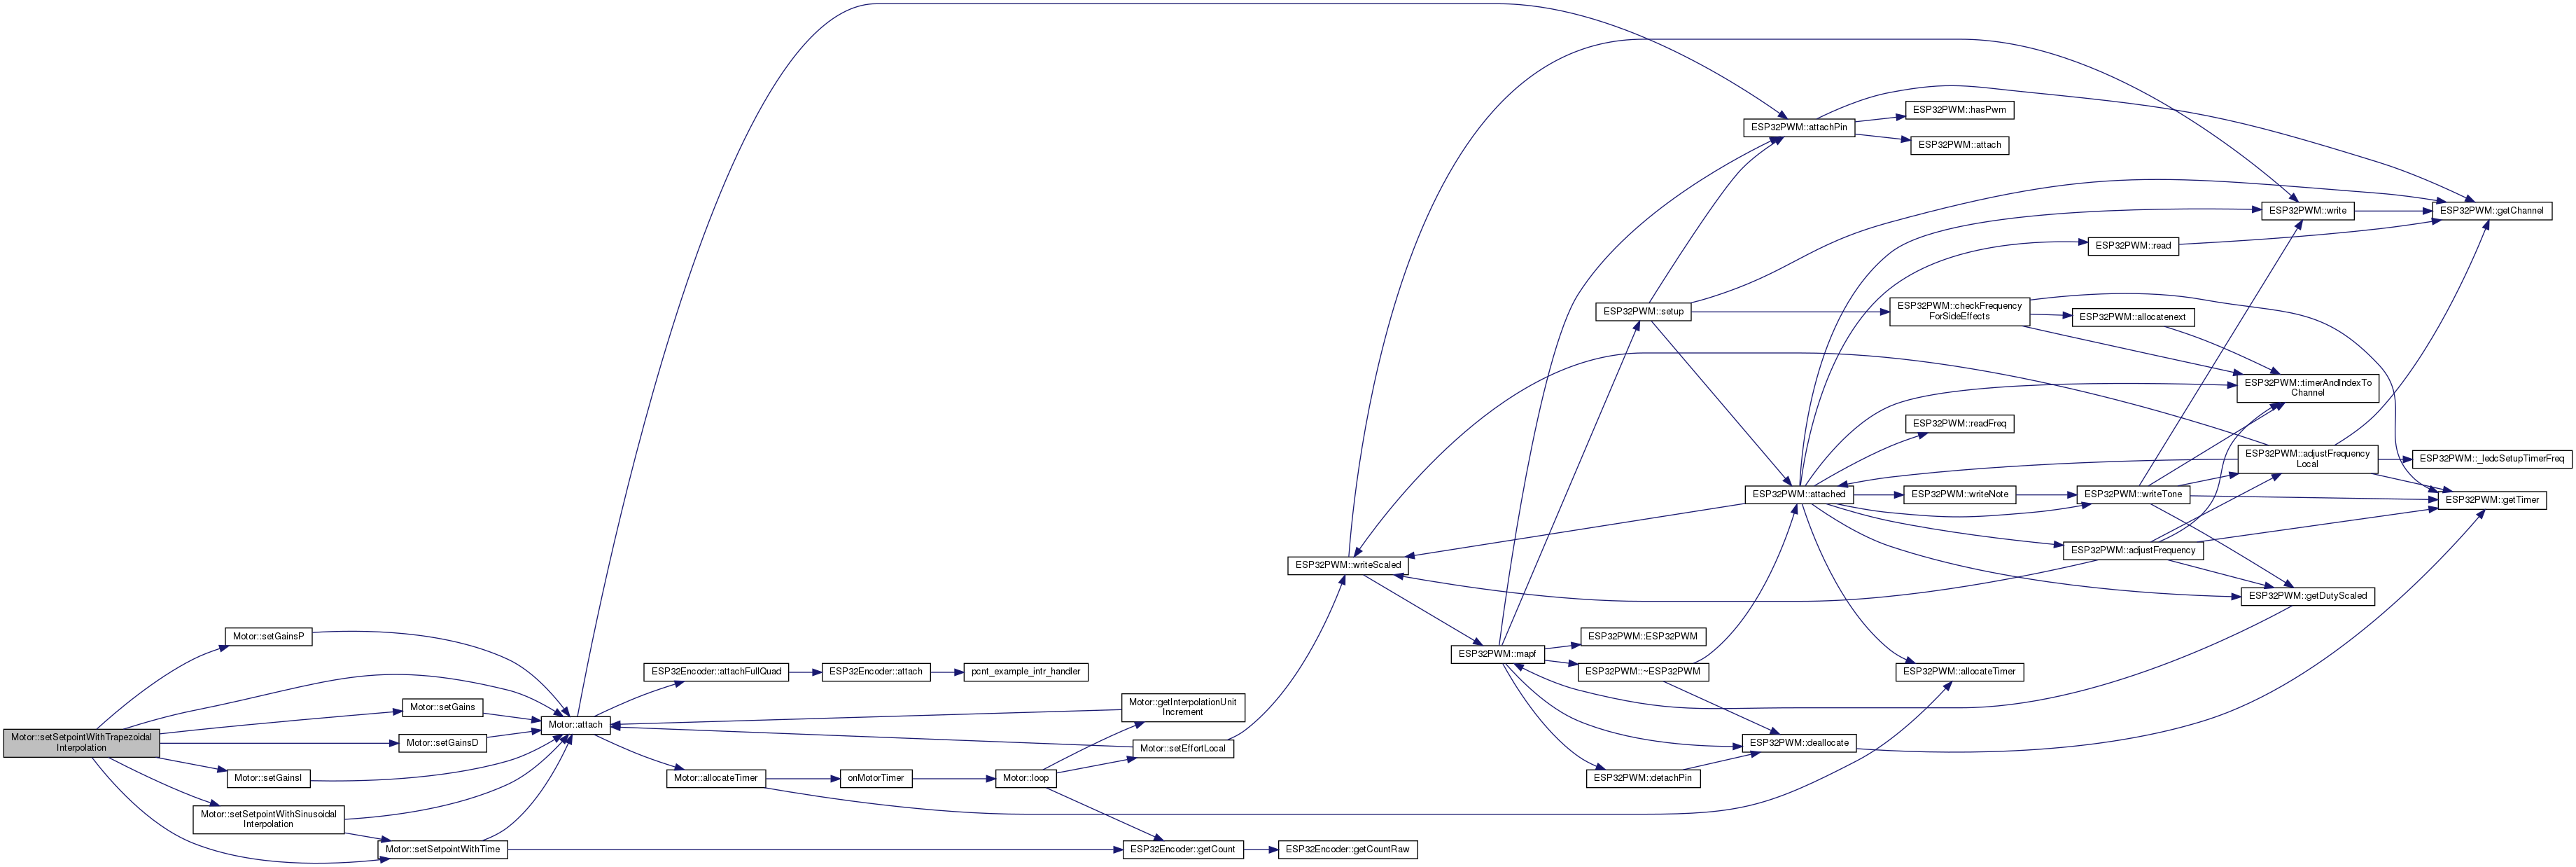 Motor::setSetpointWithTrapezoidal
Interpolation
Motor::setGainsP
Motor::setGains
Motor::setGainsD
Motor::setGainsI
Motor::setSetpointWithSinusoidal
Interpolation
Motor::setSetpointWithTime
Motor::attach
ESP32Encoder::attachFullQuad
ESP32Encoder::attach
pcnt_example_intr_handler
Motor::allocateTimer
onMotorTimer
Motor::loop
Motor::getInterpolationUnit
Increment
Motor::setEffortLocal
ESP32Encoder::getCount
ESP32Encoder::getCountRaw
ESP32PWM::writeScaled
ESP32PWM::mapf
ESP32PWM::setup
ESP32PWM::ESP32PWM
ESP32PWM::~ESP32PWM
ESP32PWM::detachPin
ESP32PWM::attachPin
ESP32PWM::attached
ESP32PWM::deallocate
ESP32PWM::hasPwm
ESP32PWM::attach
ESP32PWM::checkFrequency
ForSideEffects
ESP32PWM::readFreq
ESP32PWM::writeNote
ESP32PWM::allocateTimer
ESP32PWM::read
ESP32PWM::allocatenext
ESP32PWM::writeTone
ESP32PWM::adjustFrequency
ESP32PWM::write
ESP32PWM::timerAndIndexTo
Channel
ESP32PWM::adjustFrequency
Local
ESP32PWM::getDutyScaled
ESP32PWM::getChannel
ESP32PWM::_ledcSetupTimerFreq
ESP32PWM::getTimer